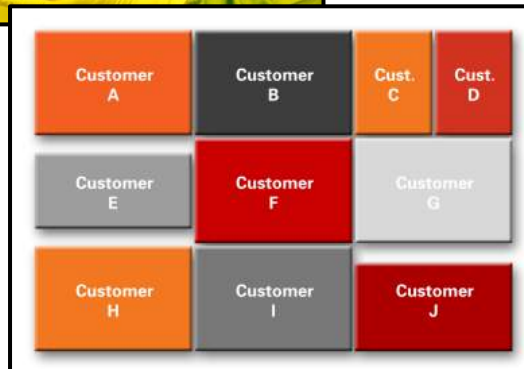 Customer
A
Customer
B
Cust.
C
Cust.
D
Customer
E
Customer
F
Customer
G
Customer
H
Customer
I
Customer
J